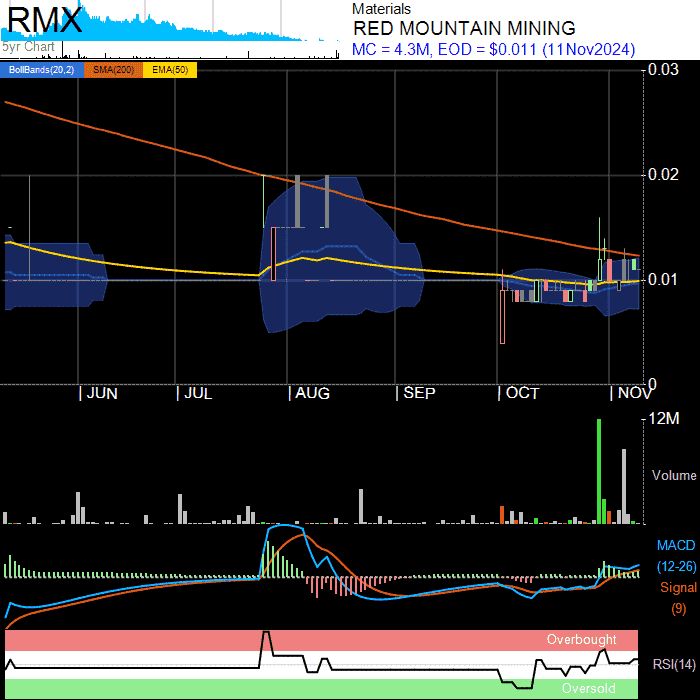 RMX
5yr Chart
Materials
RED MOUNTAIN MINING
MC = 4.3M, EOD = $0.011 (11Nov2024)
BollBands(20,2) SMA(200) EMA(50)
0.03
0.02
0.01
0
| JUN | JUL | AUG | SEP | OCT | NOV
12M
Volume
MACD
(12-26)
Signal
(9)
Overbought
RSI(14)
Oversold